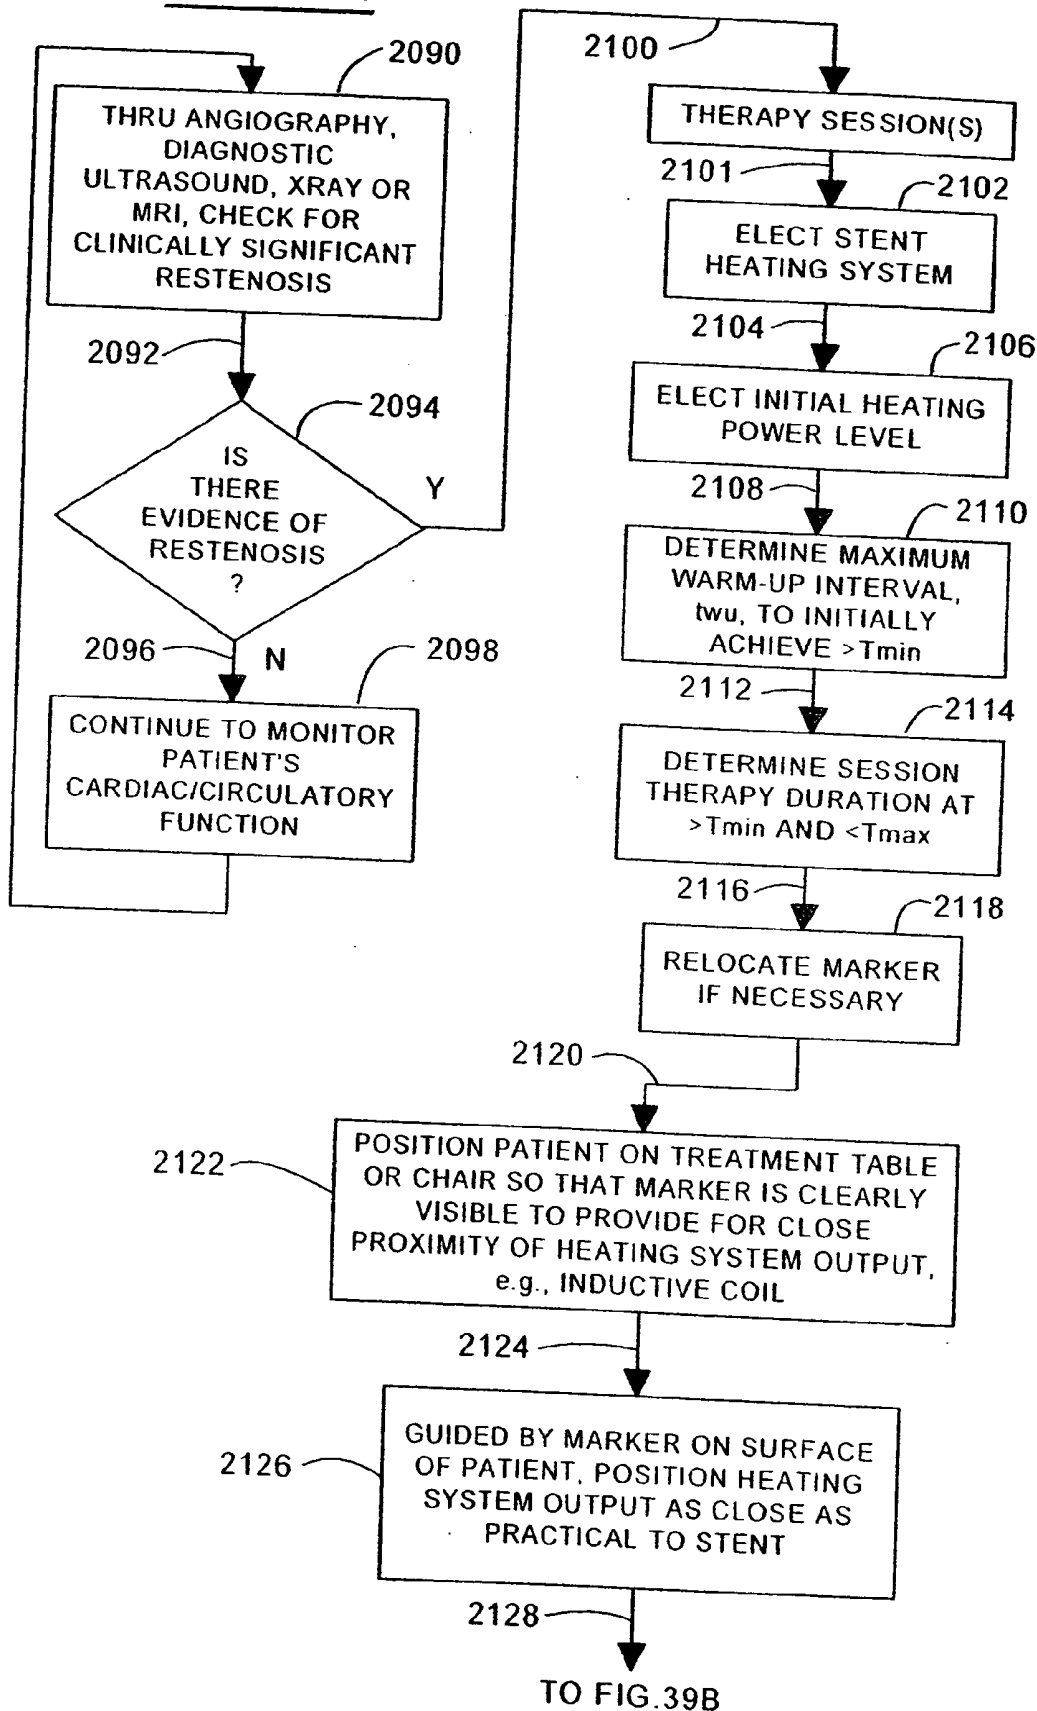 2090
THRU ANGIOGRAPHY,
DIAGNOSTIC
ULTRASOUND, XRAY OR
MRI, CHECK FOR
CLINICALLY SIGNIFICANT
RESTENOSIS
2092
2094
IS
THERE
EVIDENCE OF
RESTENOSIS
?
Y
2096
N
2098
CONTINUE TO MONITOR
PATIENT'S
CARDIAC/CIRCULATORY
FUNCTION
2100
THERAPY SESSION(S)
2101
2102
ELECT STENT
HEATING SYSTEM
2104
2106
ELECT INITIAL HEATING
POWER LEVEL
2108
2110
DETERMINE MAXIMUM
WARM-UP INTERVAL,
twu, TO INITIALLY
ACHIEVE >Tmin
2112
2114
DETERMINE SESSION
THERAPY DURATION AT
>Tmin AND <Tmax
2116
2118
RELOCATE MARKER
IF NECESSARY
2120
2122
POSITION PATIENT ON TREATMENT TABLE
OR CHAIR SO THAT MARKER IS CLEARLY
VISIBLE TO PROVIDE FOR CLOSE
PROXIMITY OF HEATING SYSTEM OUTPUT,
e.g., INDUCTIVE COIL
2124
2126
GUIDED BY MARKER ON SURFACE
OF PATIENT, POSITION HEATING
SYSTEM OUTPUT AS CLOSE AS
PRACTICAL TO STENT
2128
TO FIG.39B